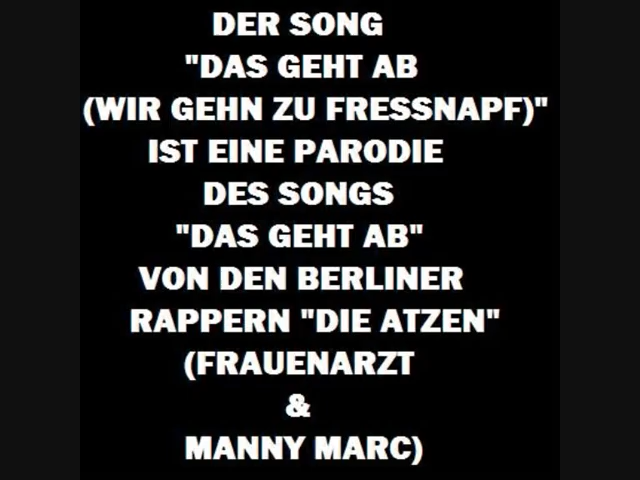 DER SONG
"DAS GEHT AB
(WIR GEHN ZU FRESSNAPF)"
IST EINE PARODIE
DES SONGS
"DAS GEHT AB"
VON DEN BERLINER
RAPPERN "DIE ATZEN"
(FRAUENARZT
&
MANNY MARC)